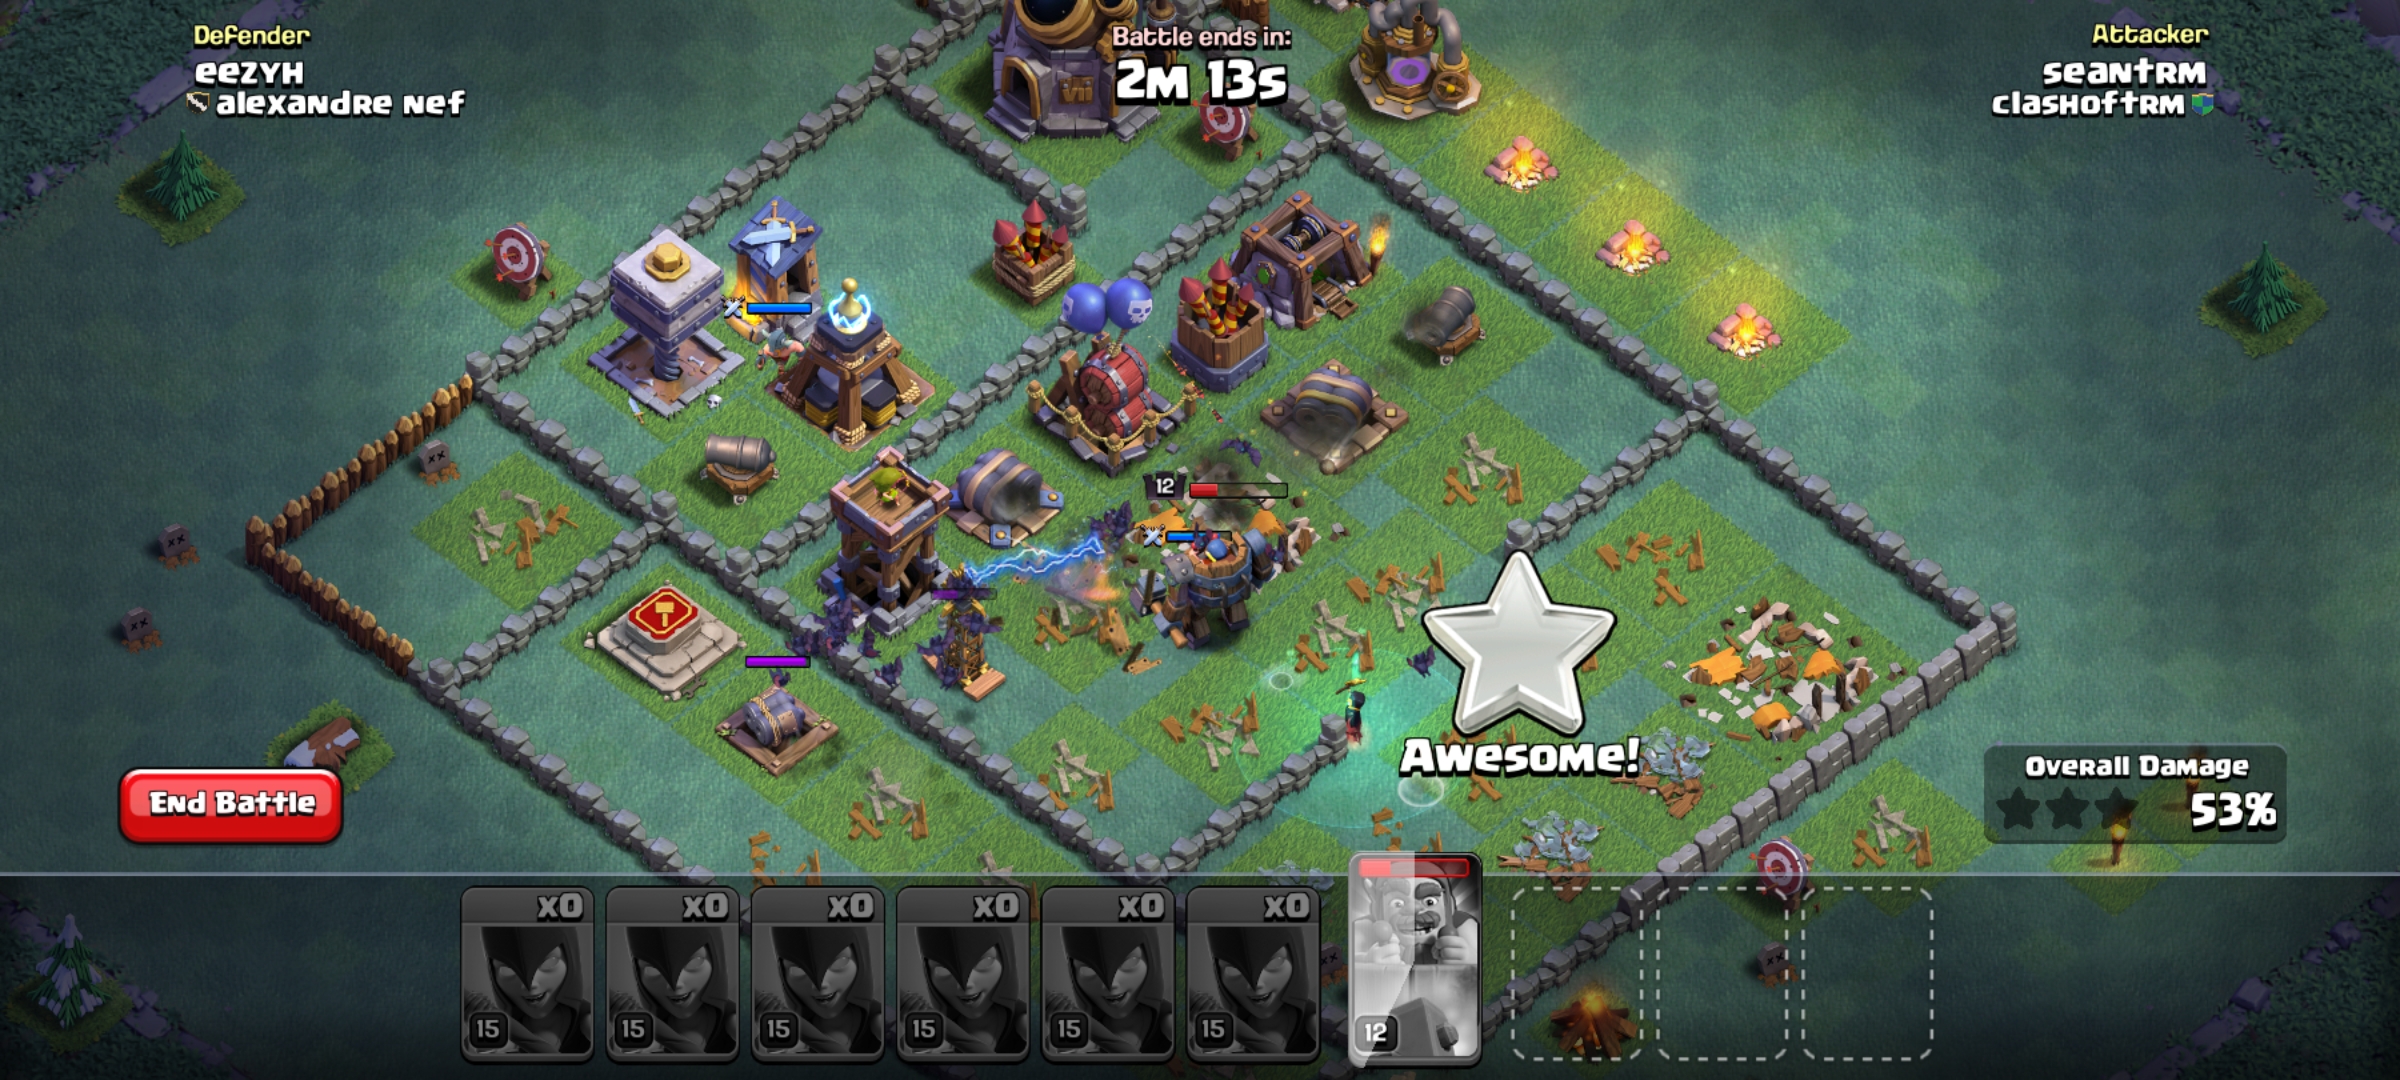 Defender
eezyh
alexandre nef
Battle ends in:
2M 13s
Attacker
seantrm
clashoftrm
VII
12
Awesome!
End Battle
Overall Damage
53%
x0
x0
x0
x0
x0
x0
15
15
15
15
15
15
12